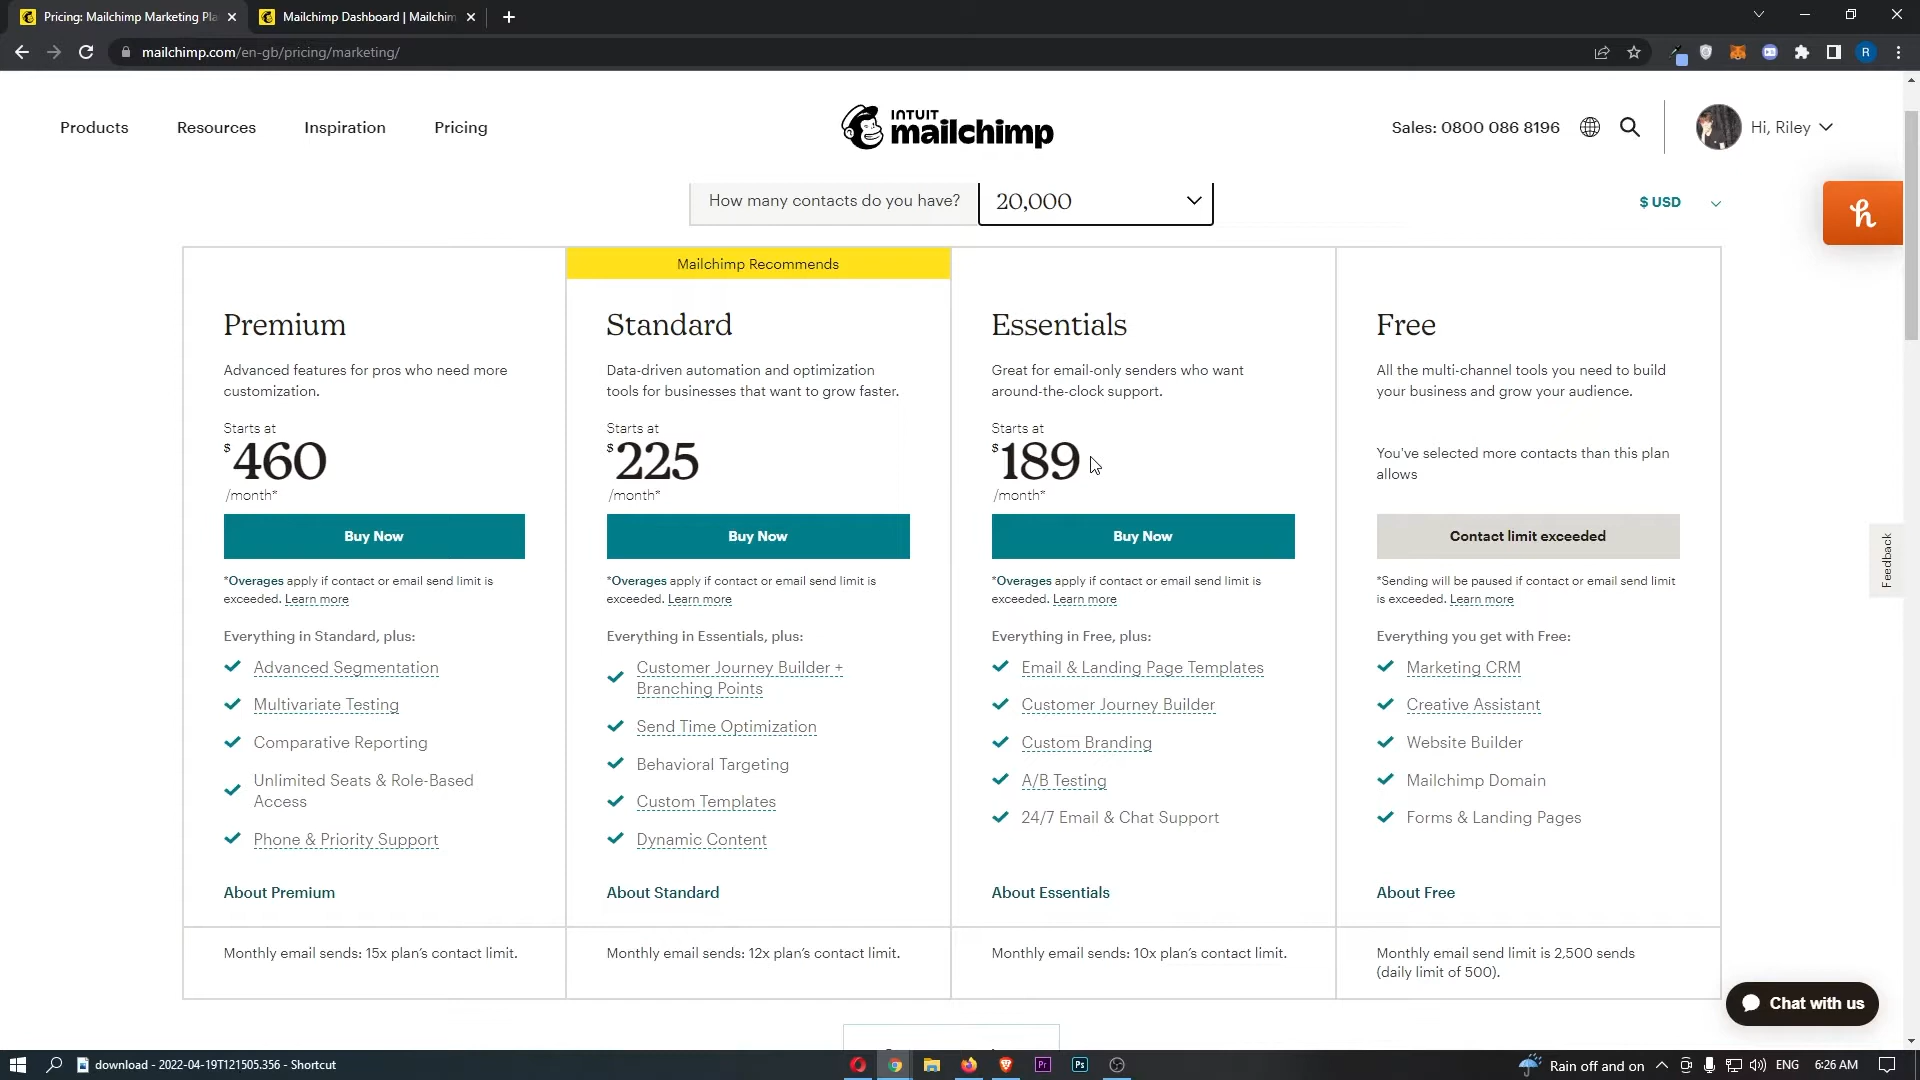 Pricing: Mailchimp Marketing Pla
Mailchimp Dashboard | Mailchim
mailchimp.com/en-gb/pricing/marketing/
R
Products
Resources
Inspiration
Pricing
INTUIT
mailchimp
Sales: 0800 086 8196
Hi, Riley
How many contacts do you have?
20,000
$ USD
h
Mailchimp Recommends
Premium
Advanced features for pros who need more
customization.
Starts at
$460
/month*
Buy Now
*Overages apply if contact or email send limit is
exceeded. Learn more
Everything in Standard, plus:
Advanced Segmentation
Multivariate Testing
Comparative Reporting
Unlimited Seats & Role-Based
Access
Phone & Priority Support
About Premium
Monthly email sends: 15x plan's contact limit.
Standard
Data-driven automation and optimization
tools for businesses that want to grow faster.
Starts at
$225
/month*
Buy Now
*Overages apply if contact or email send limit is
exceeded. Learn more
Everything in Essentials, plus:
Customer Journey Builder +
Branching Points
Send Time Optimization
Behavioral Targeting
Custom Templates
Dynamic Content
About Standard
Monthly email sends: 12x plan's contact limit.
Essentials
Great for email-only senders who want
around-the-clock support.
Starts at
$189
/month*
Buy Now
*Overages apply if contact or email send limit is
exceeded. Learn more
Everything in Free, plus:
Email & Landing Page Templates
Customer Journey Builder
Custom Branding
A/B Testing
24/7 Email & Chat Support
About Essentials
Monthly email sends: 10x plan's contact limit.
Free
All the multi-channel tools you need to build
your business and grow your audience.
You've selected more contacts than this plan
allows
Contact limit exceeded
*Sending will be paused if contact or email send limit
is exceeded. Learn more
Everything you get with Free:
Marketing CRM
Creative Assistant
Website Builder
Mailchimp Domain
Forms & Landing Pages
About Free
Monthly email send limit is 2,500 sends
(daily limit of 500).
Feedback
Chat with us
download - 2022-04-19T121505.356 - Shortcut
Pr
Ps
Rain off and on
ENG
6:26 AM